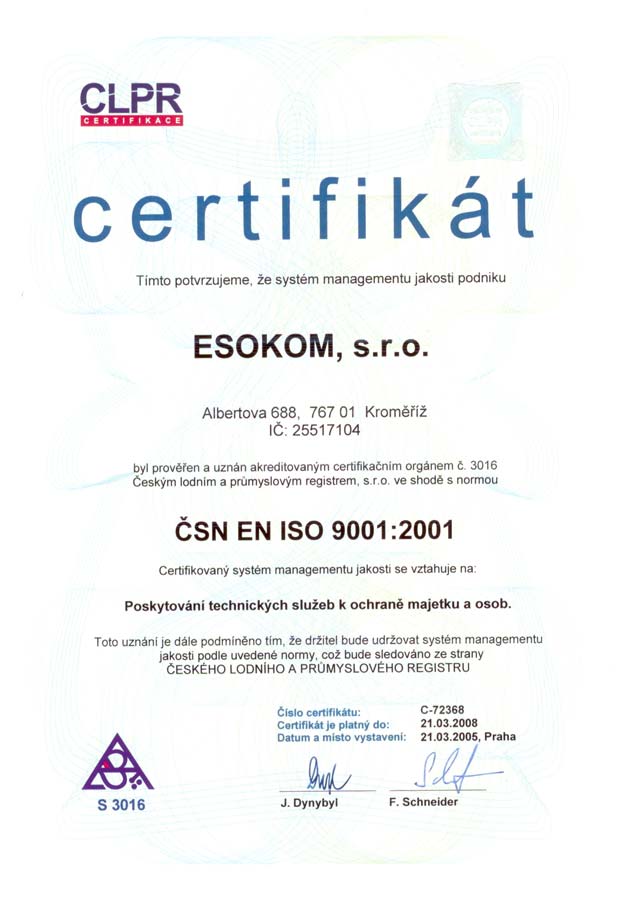 CLPR
CERTIFIKACE
certifikát
Tímto potvrzujeme, že systém managementu jakosti podniku
ESOKOM, s.r.o.
Albertova 688, 767 01 Kroměříž
IČ: 25517104
byl prověřen a uznán akreditovaným certifikačním orgánem č. 3016
Českým lodním a průmyslovým registrem, s.r.o. ve shodě s normou
ČSN EN ISO 9001:2001
Certifikovaný systém managementu jakosti se vztahuje na:
Poskytování technických služeb k ochraně majetku a osob.
Toto uznání je dále podmíněno tím, že držitel bude udržovat systém managementu
jakosti podle uvedené normy, což bude sledováno ze strany
ČESKÉHO LODNÍHO A PRŮMYSLOVÉHO REGISTRU
Číslo certifikátu: C-72368
Certifikát je platný do: 21.03.2008
Datum a místo vystavení: 21.03.2005, Praha
S 3016
J. Dynybyl F. Schneider